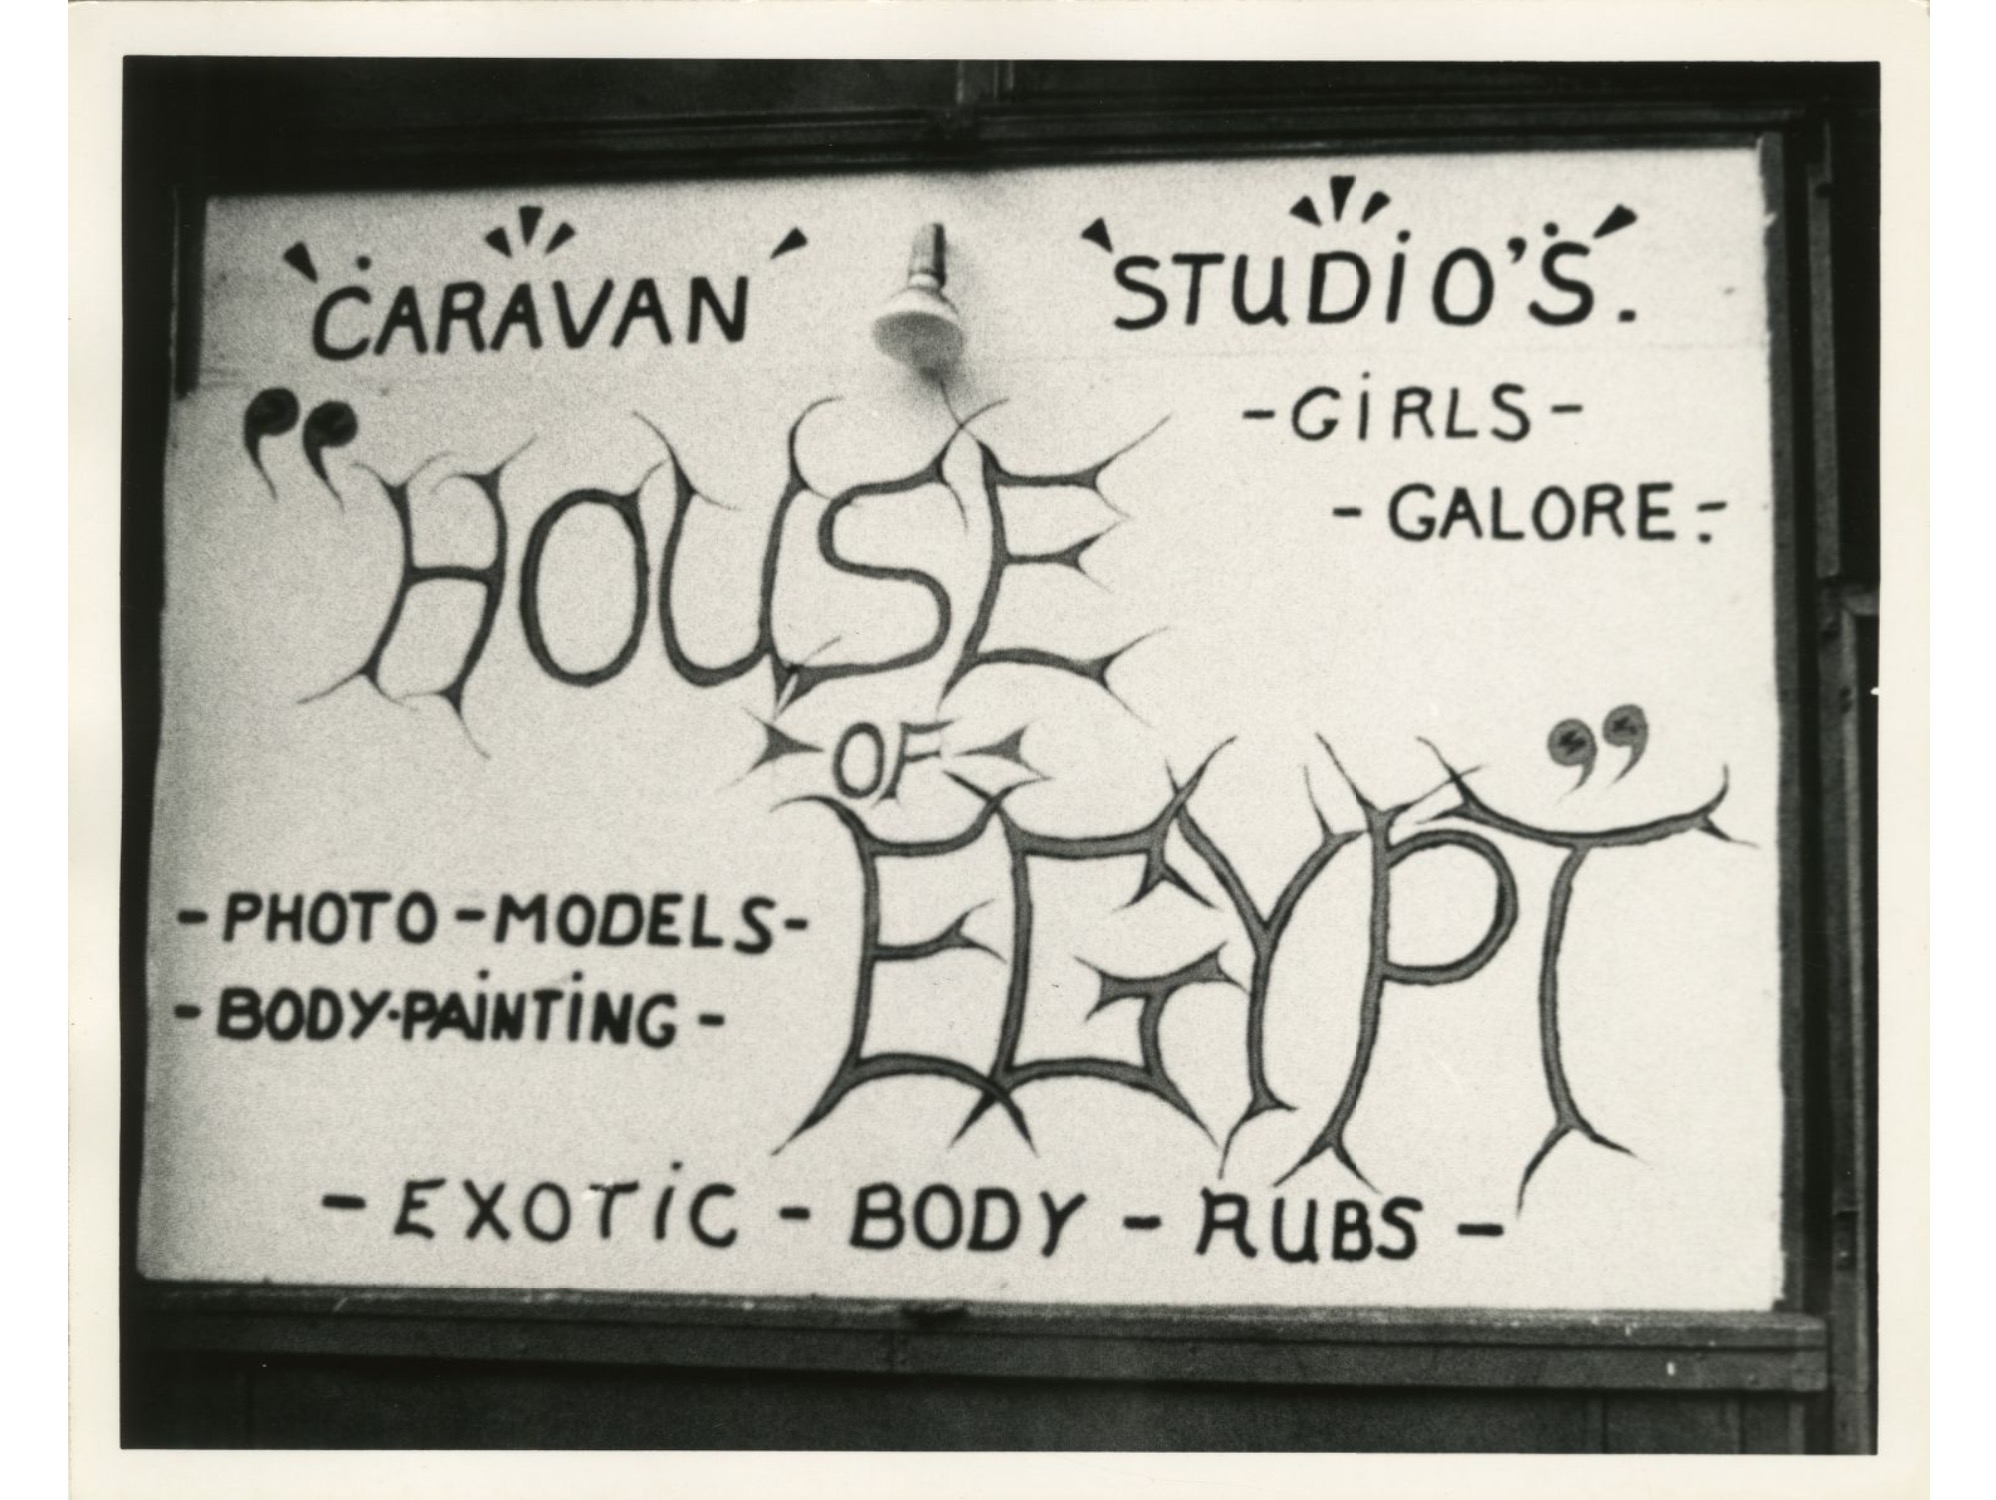 CARAVAN STUDIO'S.
-GiRLS-
- GALORE -
"HOUSE
OF
EGYPT"
- PHOTO - MODELS-
- BODY·PAiNTiNG -
- EXOTiC - BODY - RUBS -